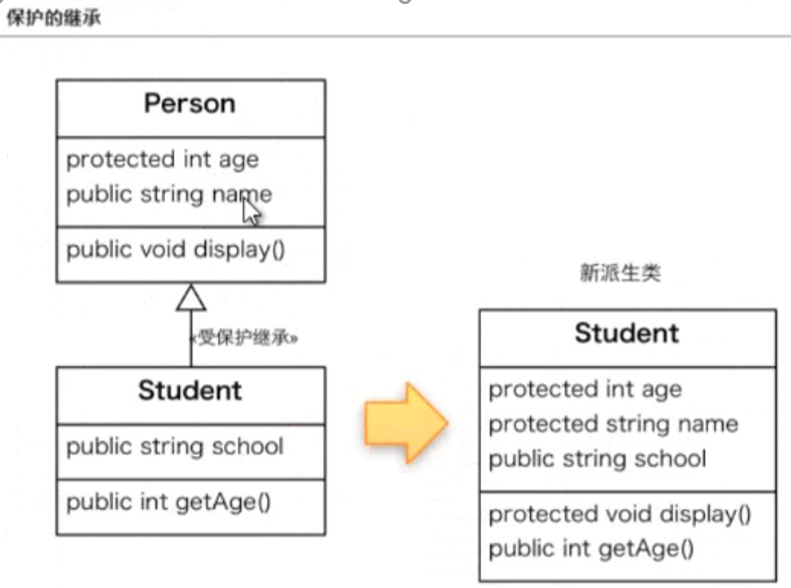 保护的继承
Person
protected int age
public string name
public void display()
«受保护继承»
Student
public string school
public int getAge()
新派生类
Student
protected int age
protected string name
public string school
protected void display()
public int getAge()